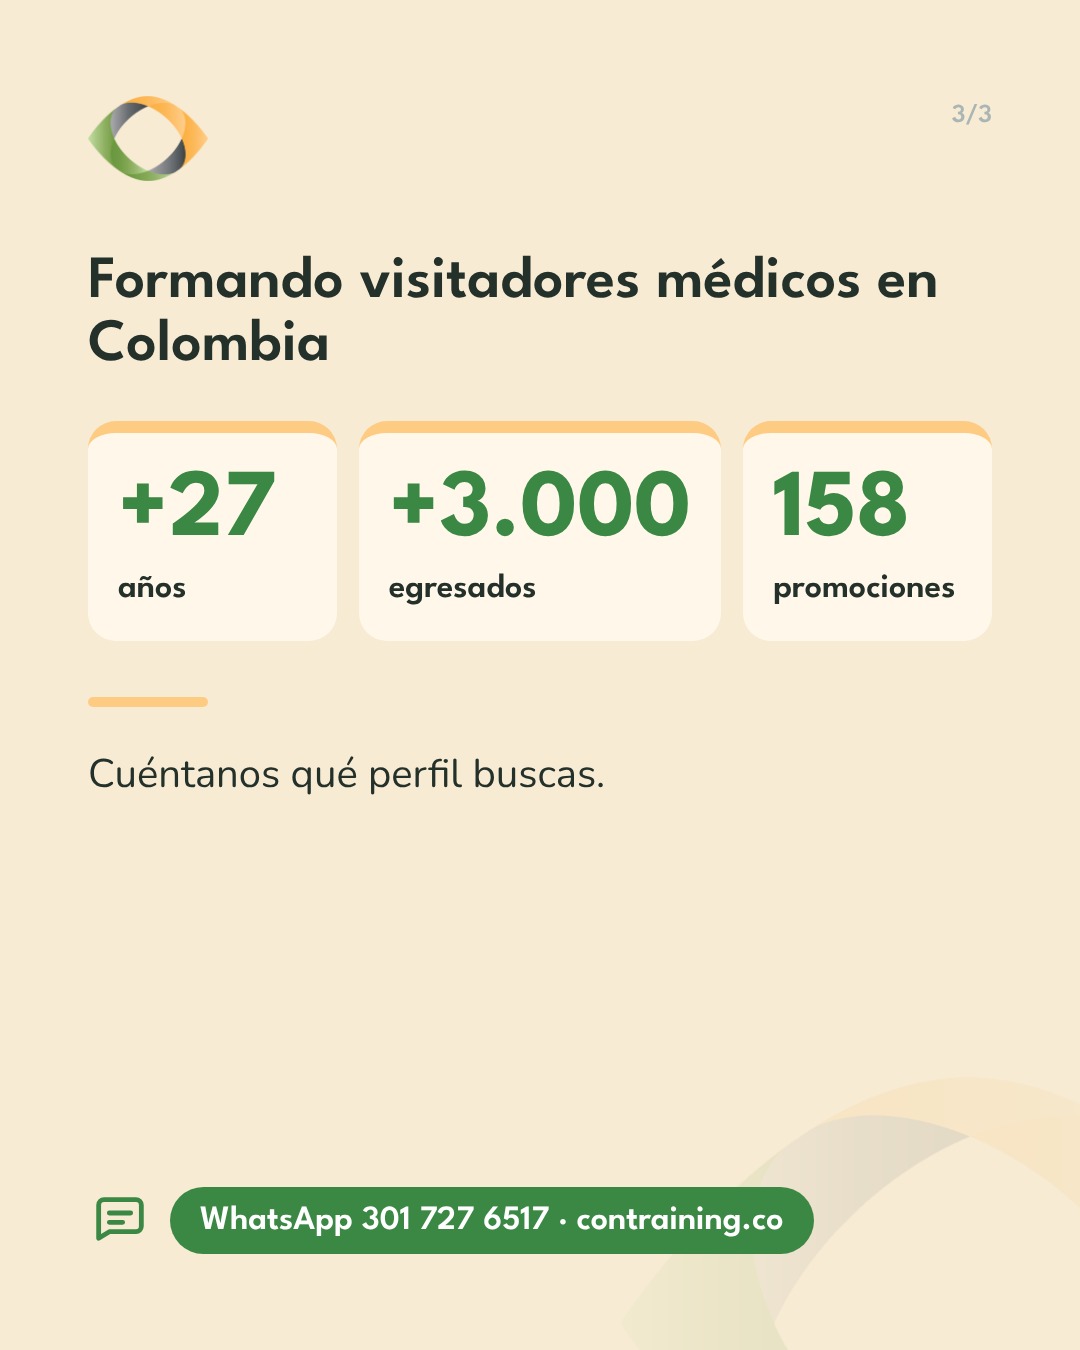 3/3
Formando visitadores médicos en
Colombia
+27
años
+3.000
egresados
158
promociones
Cuéntanos qué perfil buscas.
WhatsApp 301 727 6517 · contraining.co